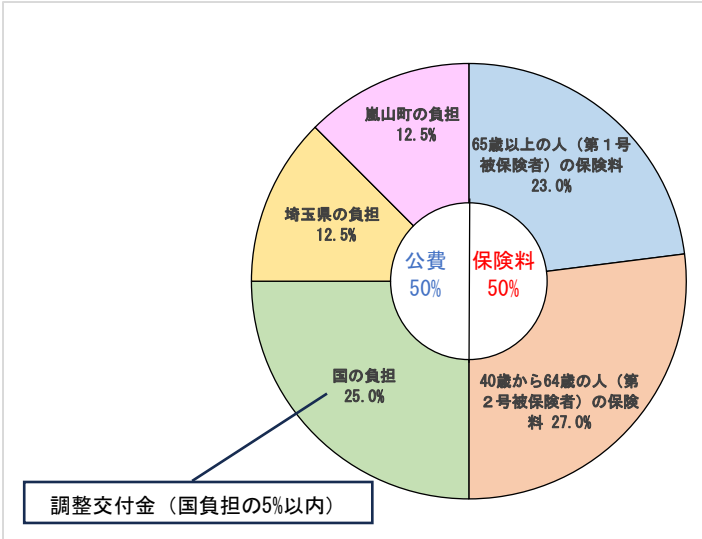 嵐山町の負担
12.5%
65歳以上の人（第１号
被保険者）の保険料
23.0%
埼玉県の負担
12.5%
公費
50%
保険料
50%
国の負担
25.0%
40歳から64歳の人（第
２号被保険者）の保険
料 27.0%
調整交付金（国負担の5%以内）